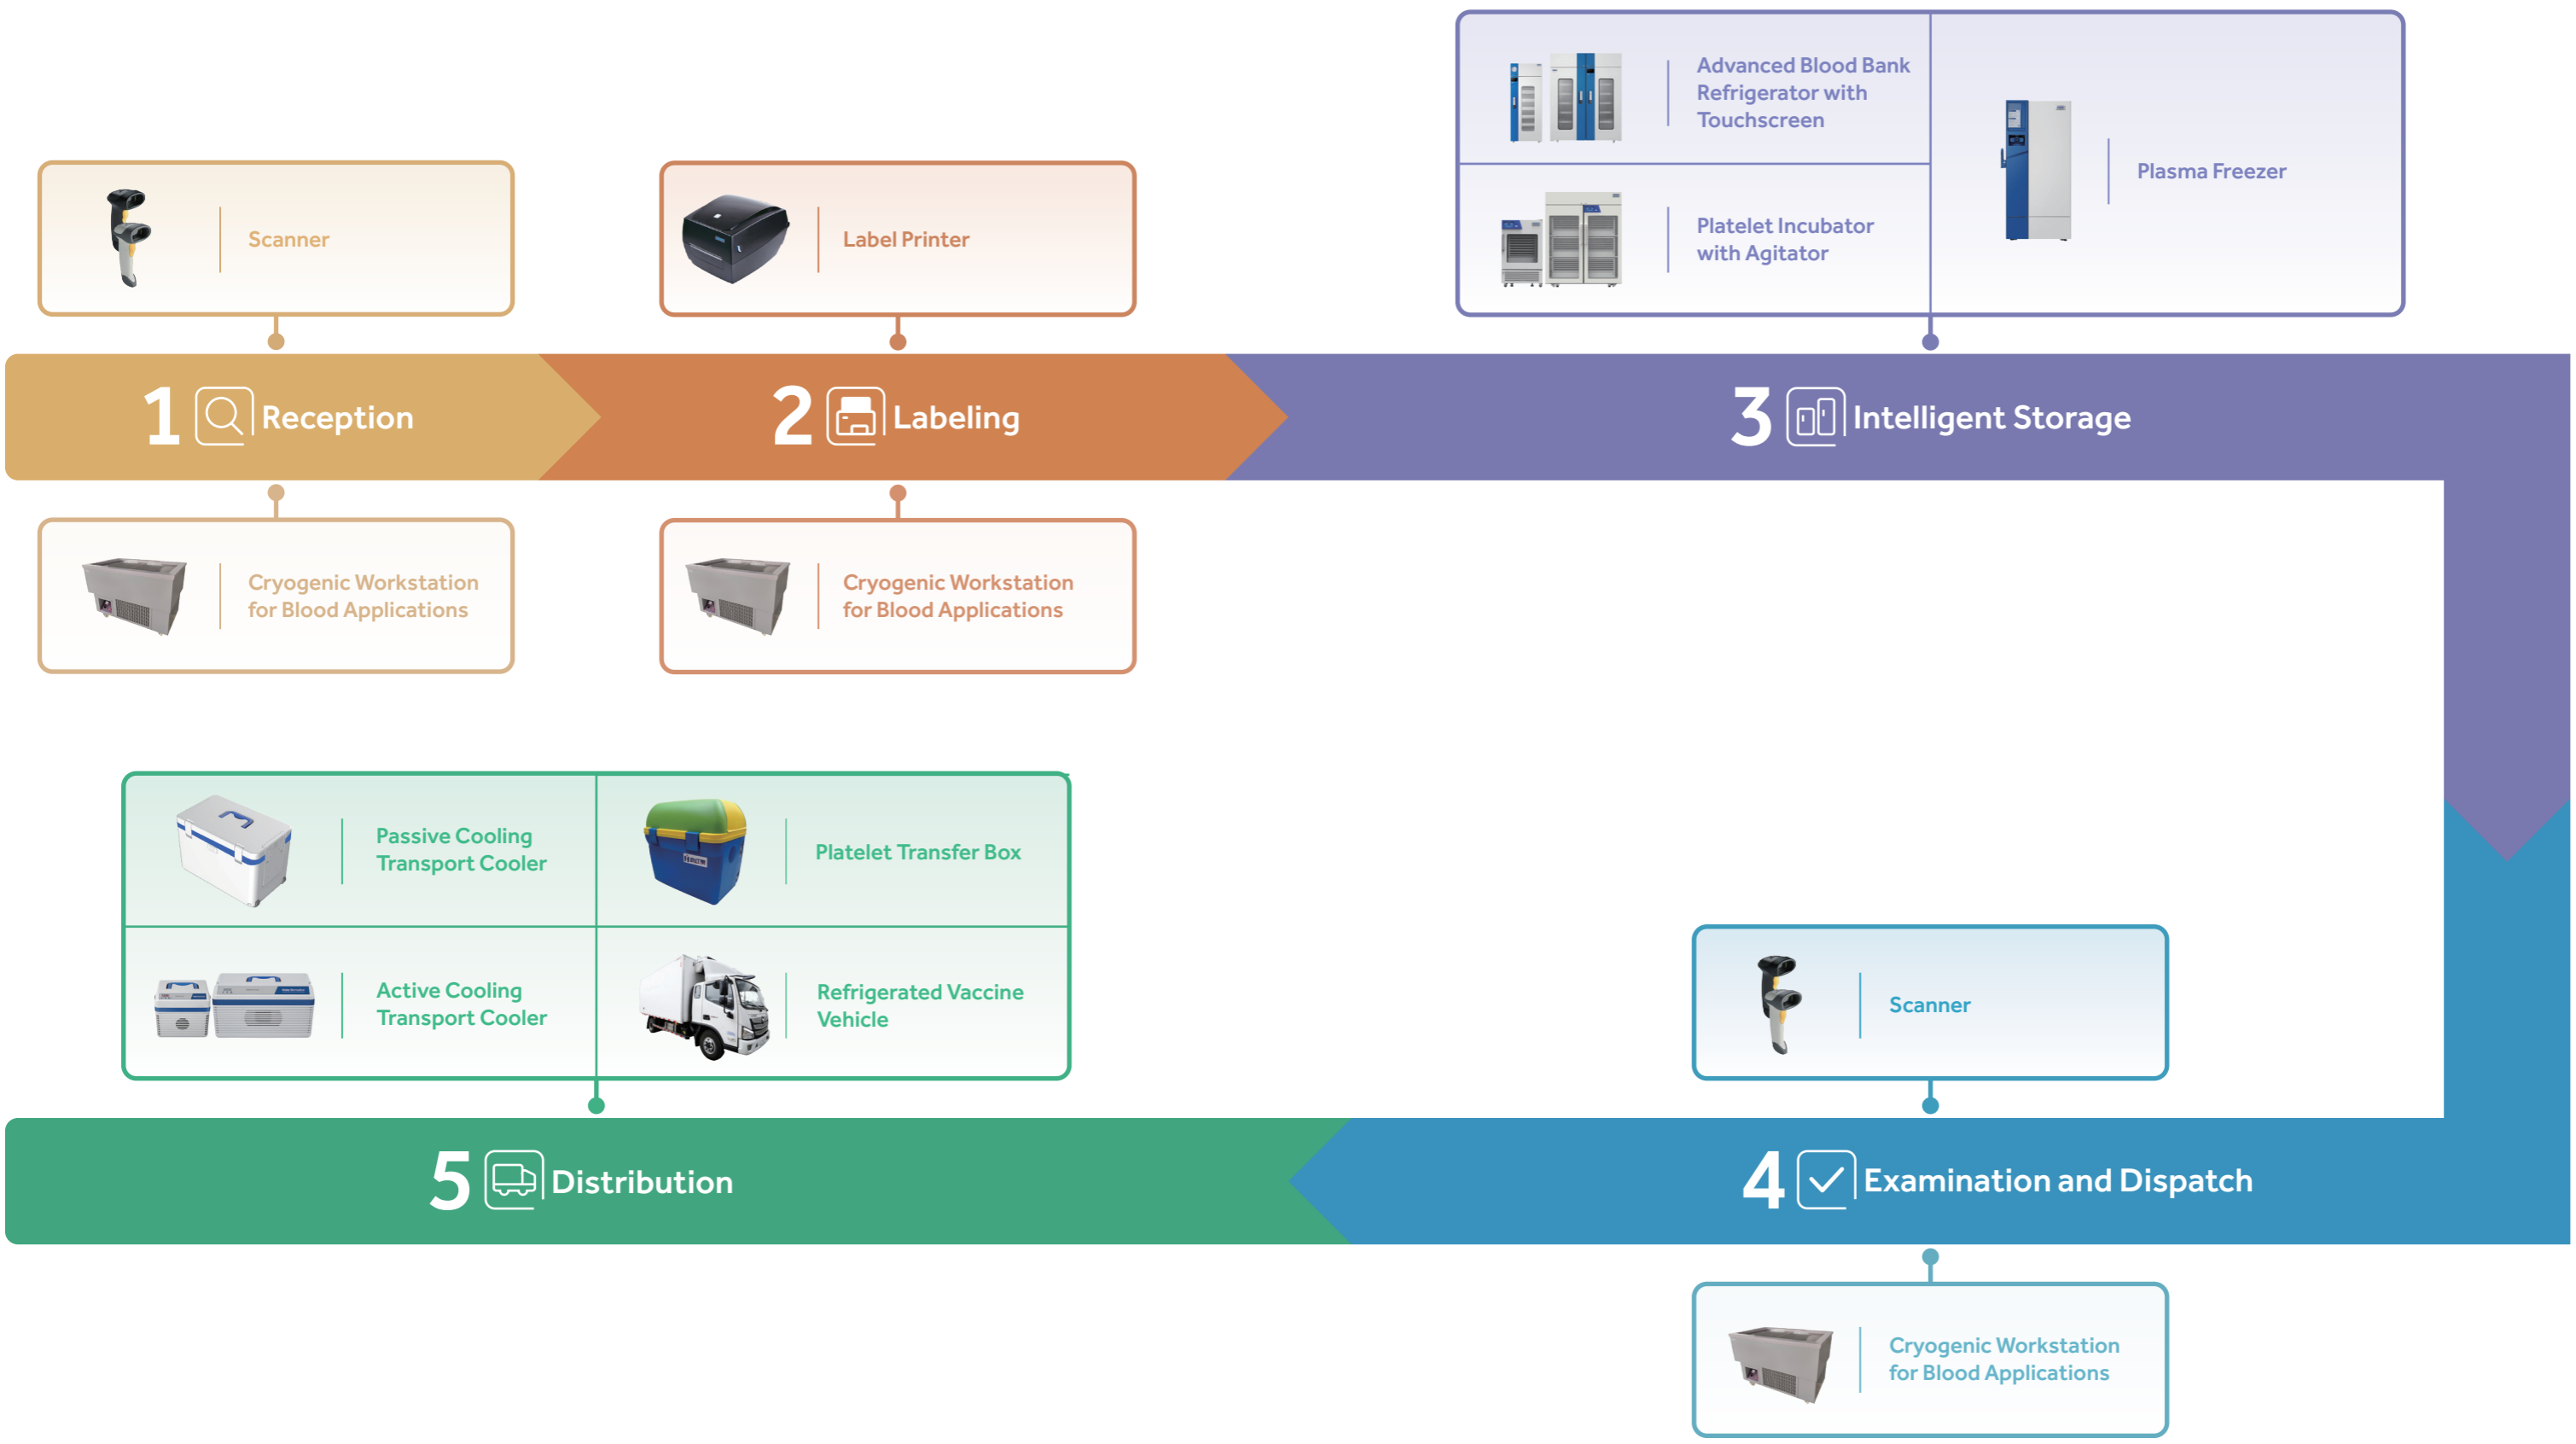 Advanced Blood Bank
Refrigerator with
Touchscreen
Plasma Freezer
Platelet Incubator
with Agitator
Scanner
Label Printer
1 Reception
2 Labeling
3 Intelligent Storage
Cryogenic Workstation
for Blood Applications
Cryogenic Workstation
for Blood Applications
Passive Cooling
Transport Cooler
Platelet Transfer Box
Active Cooling
Transport Cooler
Refrigerated Vaccine
Vehicle
Scanner
5 Distribution
4 Examination and Dispatch
Cryogenic Workstation
for Blood Applications